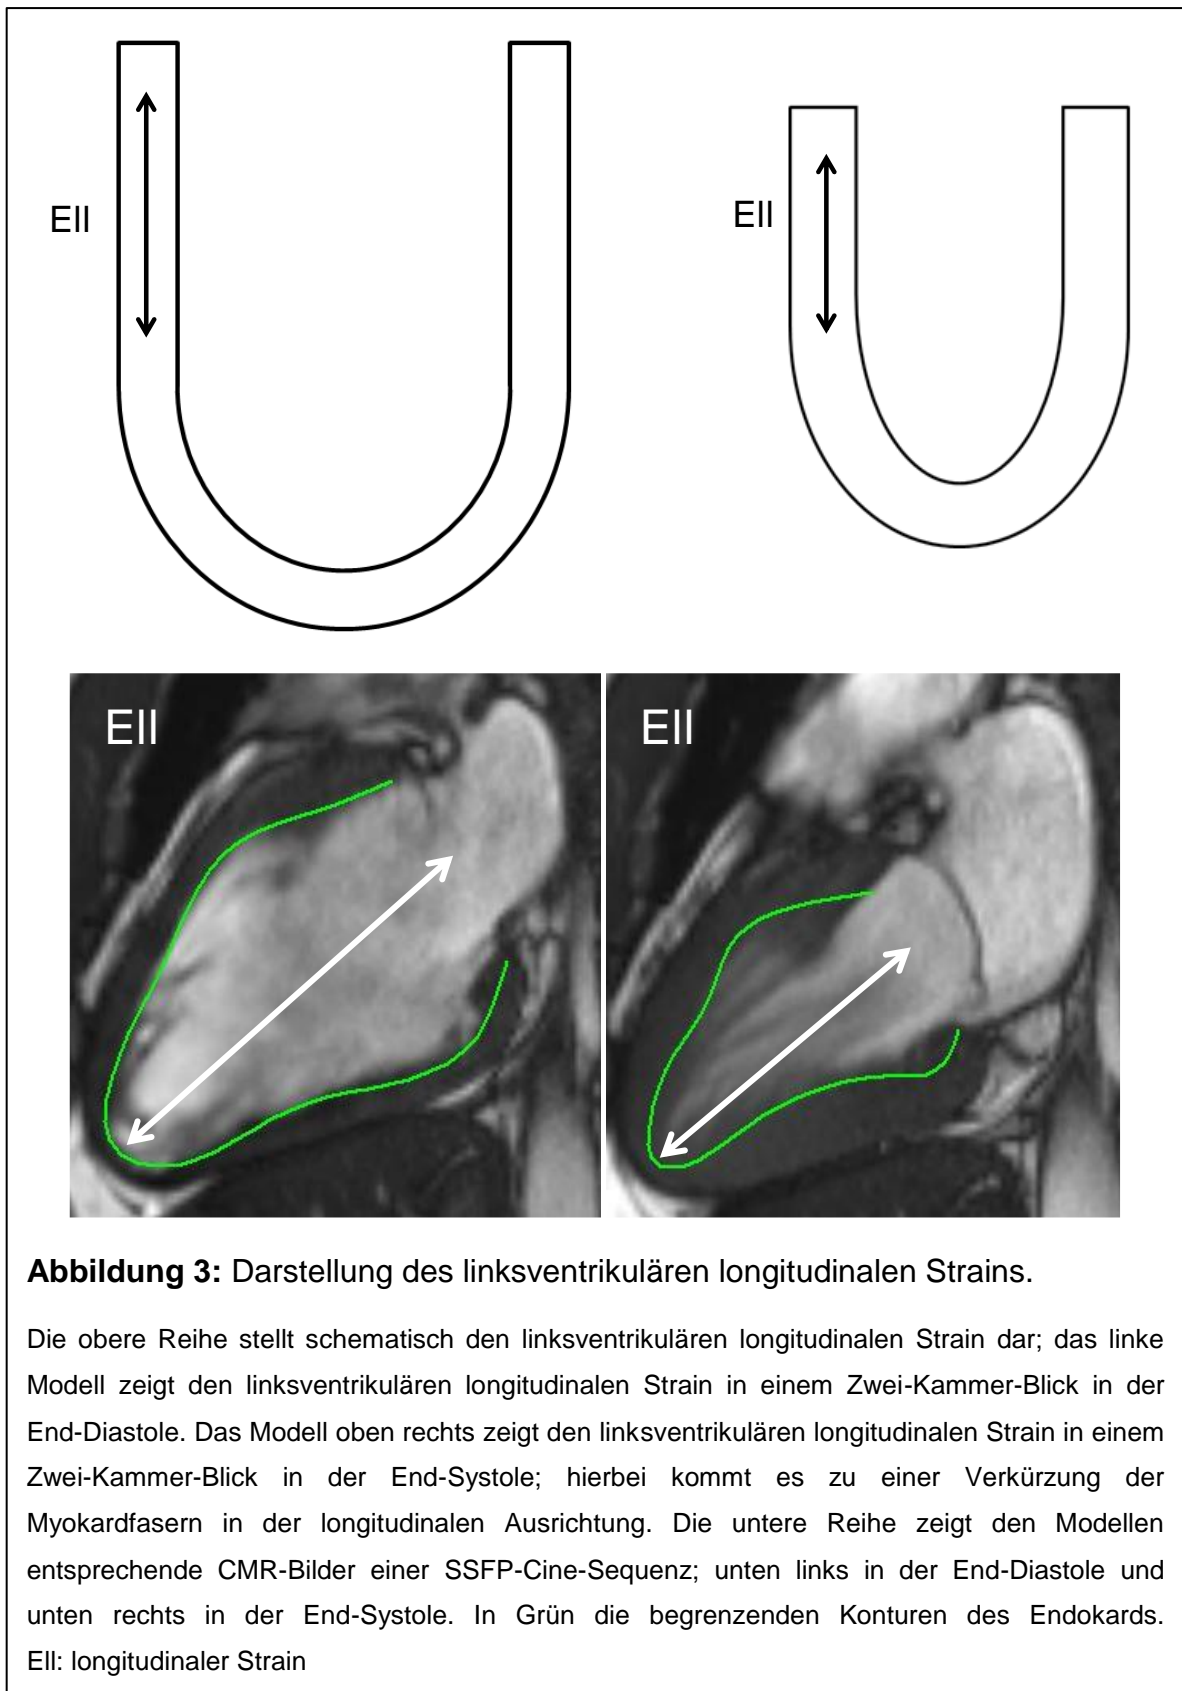 Ell
Ell
Ell
Ell
Abbildung 3: Darstellung des linksventrikulären longitudinalen Strains.
Die obere Reihe stellt schematisch den linksventrikulären longitudinalen Strain dar; das linke
Modell zeigt den linksventrikulären longitudinalen Strain in einem Zwei-Kammer-Blick in der
End-Diastole. Das Modell oben rechts zeigt den linksventrikulären longitudinalen Strain in einem
Zwei-Kammer-Blick in der End-Systole; hierbei kommt es zu einer Verkürzung der
Myokardfasern in der longitudinalen Ausrichtung. Die untere Reihe zeigt den Modellen
entsprechende CMR-Bilder einer SSFP-Cine-Sequenz; unten links in der End-Diastole und
unten rechts in der End-Systole. In Grün die begrenzenden Konturen des Endokards.
Ell: longitudinaler Strain